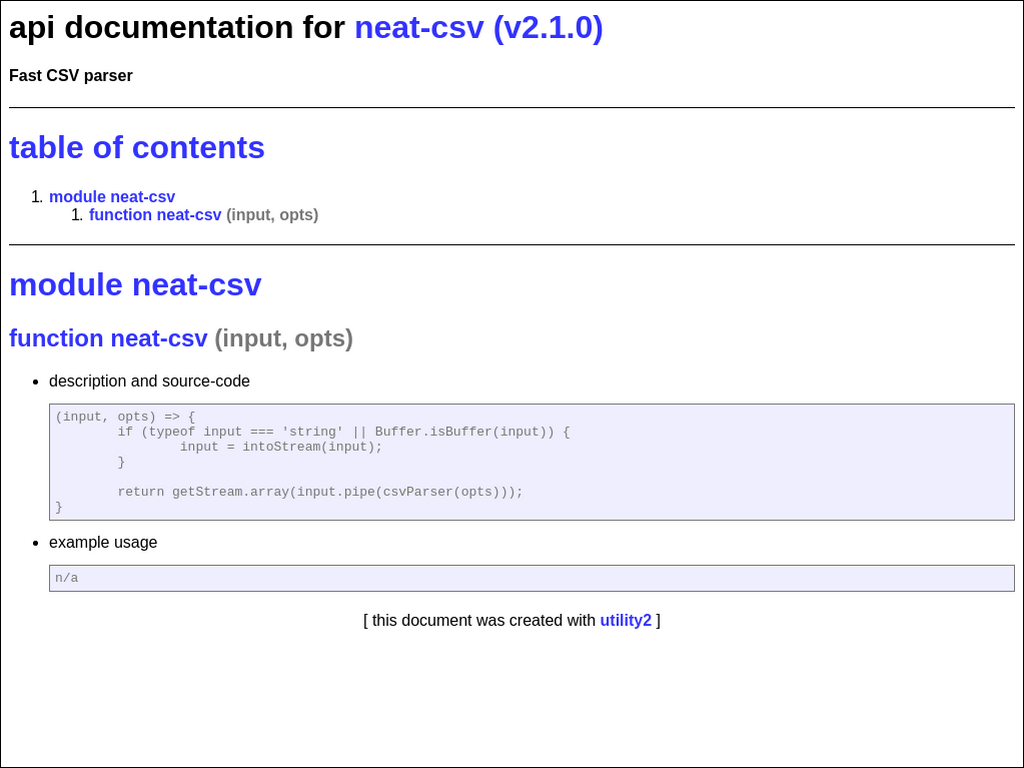 api documentation for neat-csv (v2.1.0)
Fast CSV parser
table of contents
1. module neat-csv
1. function neat-csv (input, opts)
module neat-csv
function neat-csv (input, opts)
• description and source-code
(input, opts) => {
        if (typeof input === 'string' || Buffer.isBuffer(input)) {
                input = intoStream(input);
        }

        return getStream.array(input.pipe(csvParser(opts)));
}
• example usage
n/a
[ this document was created with utility2 ]